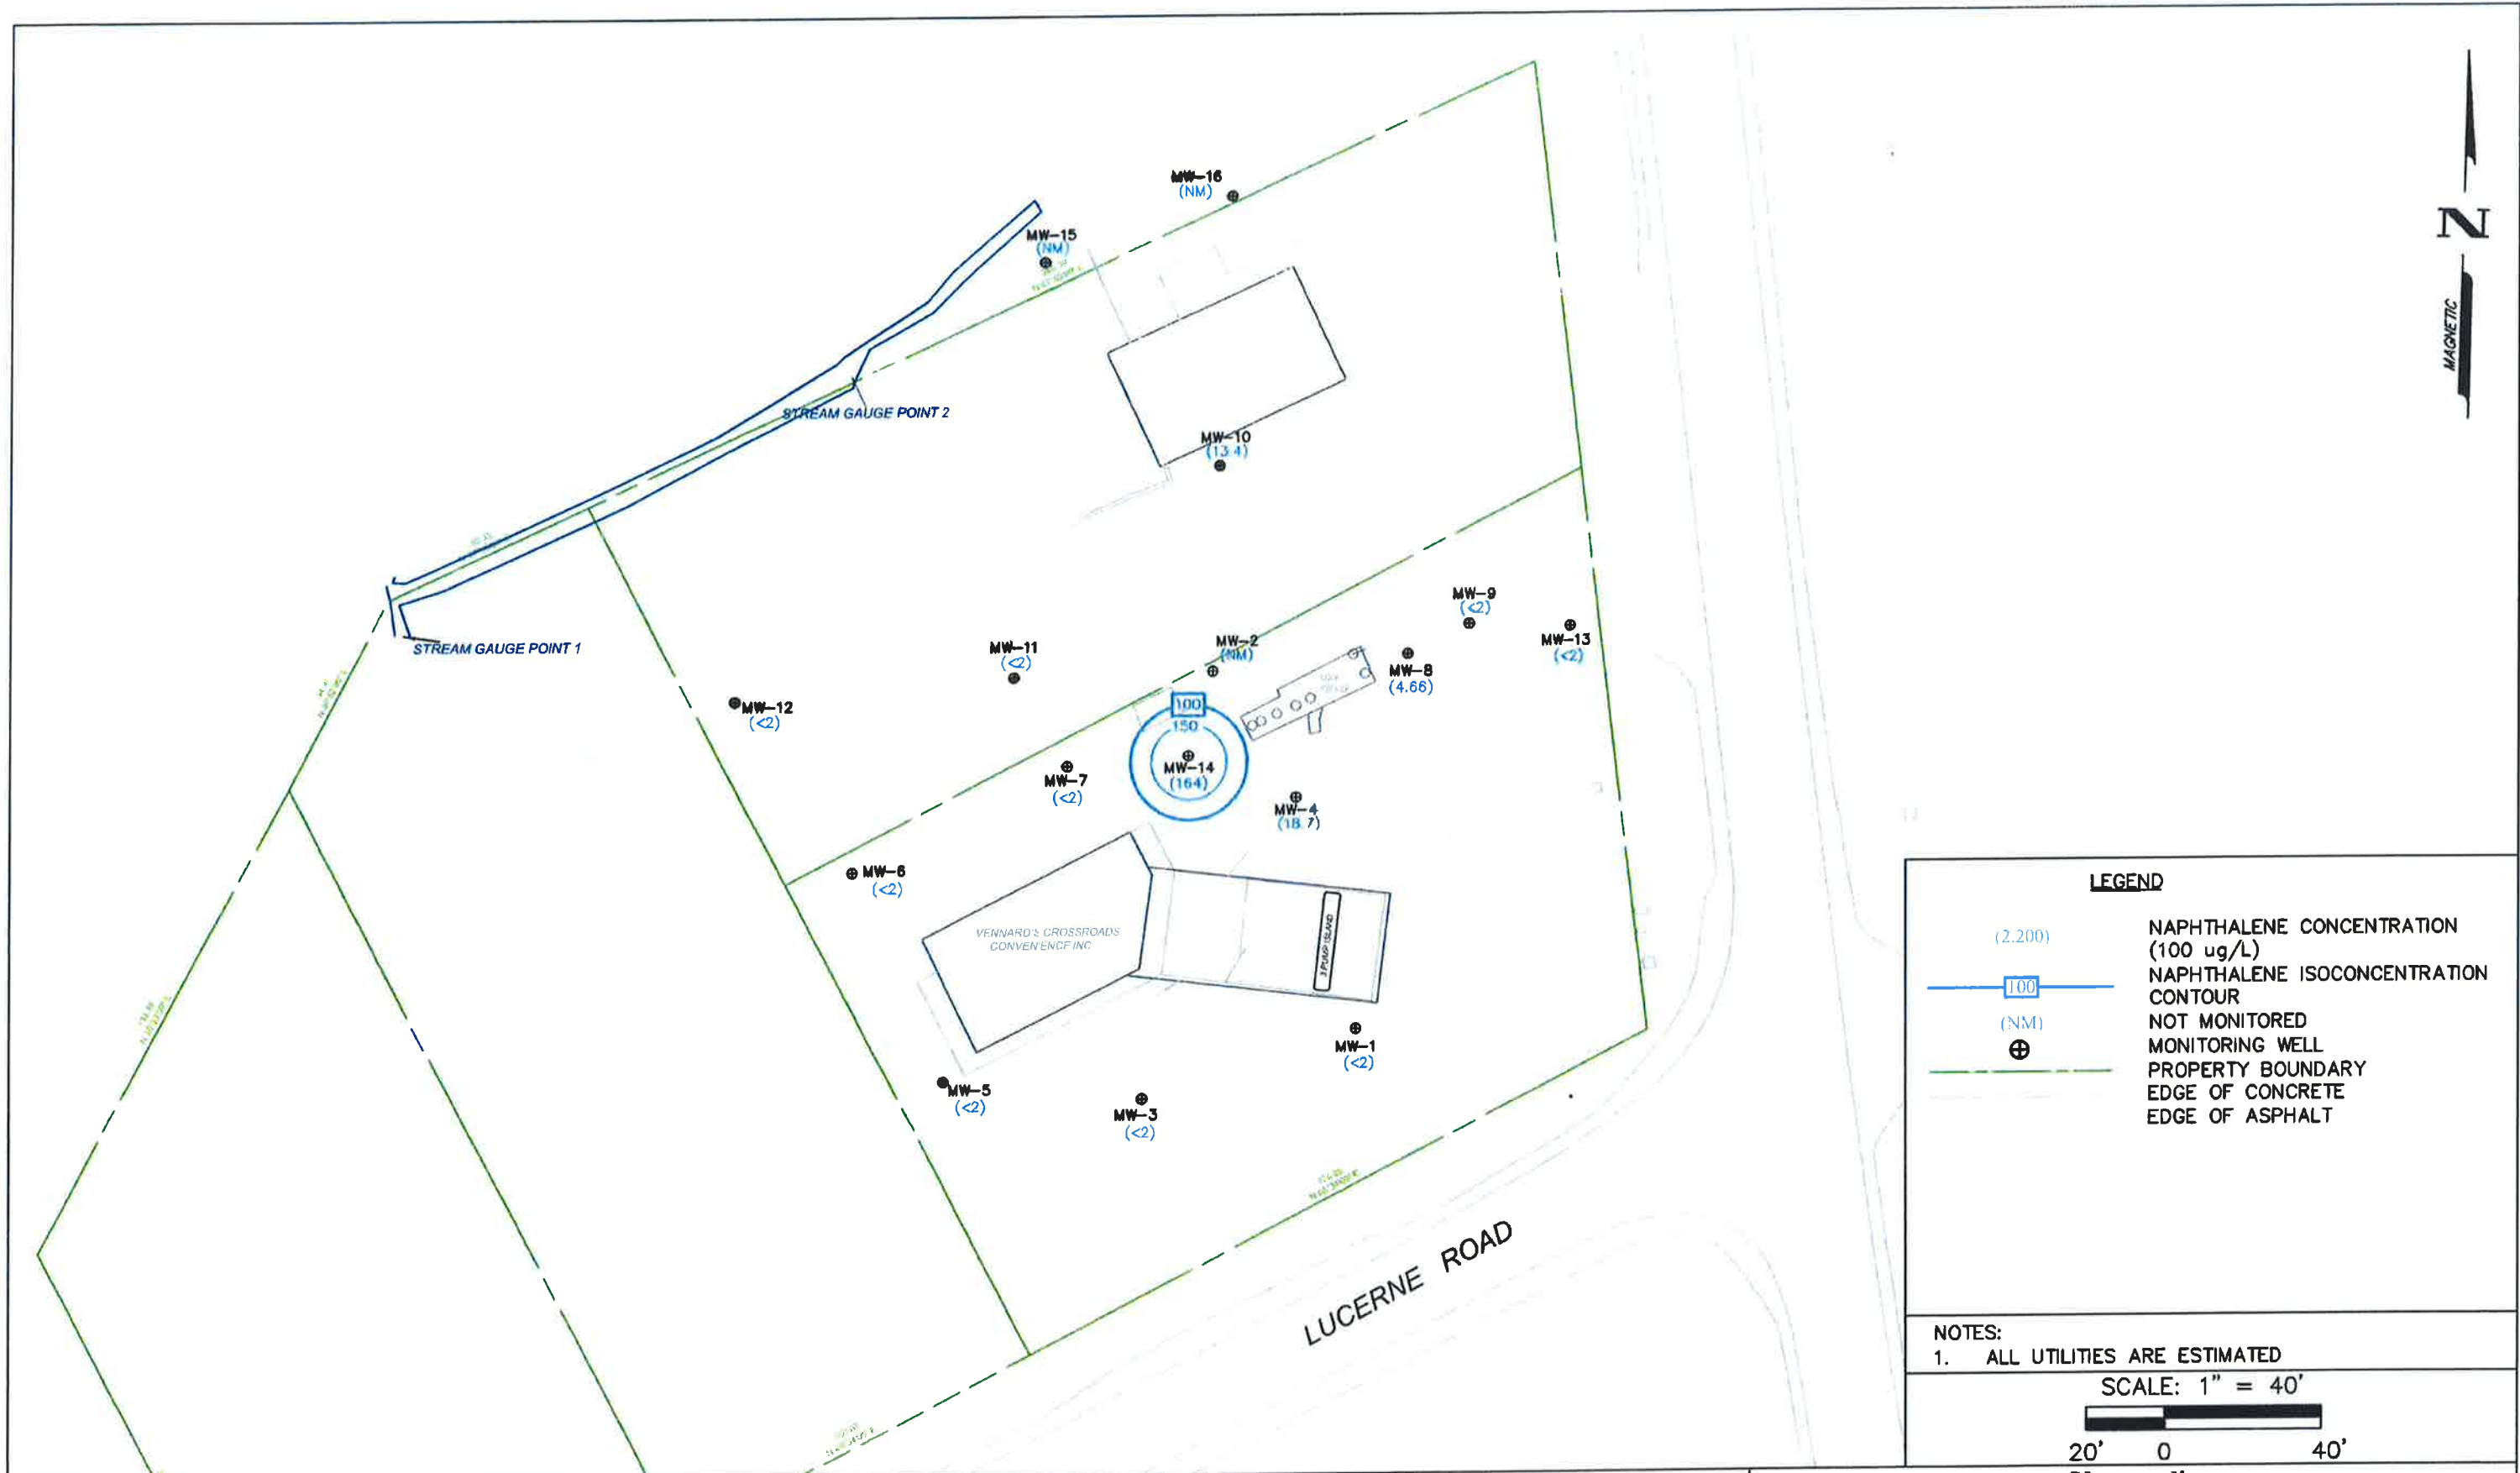 MW-16
(NM)
MW-15
(NM)
N
MAGNETIC
STREAM GAUGE POINT 2
MW-10
(13.4)
STREAM GAUGE POINT 1
MW-9
(<2)
MW-13
(<2)
MW-11
(<2)
MW-2
(NM)
MW-8
(4.66)
MW-12
(<2)
100
150
MW-14
(164)
MW-7
(<2)
MW-4
(18.7)
MW-6
(<2)
VENNARD'S CROSSROADS
CONVENIENCE INC
3 PUMP ISLAND
MW-1
(<2)
MW-5
(<2)
MW-3
(<2)
LUCERNE ROAD
LEGEND
(2.200) NAPHTHALENE CONCENTRATION
(100 ug/L)
100 NAPHTHALENE ISOCONCENTRATION
CONTOUR
(NM) NOT MONITORED
MONITORING WELL
PROPERTY BOUNDARY
EDGE OF CONCRETE
EDGE OF ASPHALT
NOTES:
1. ALL UTILITIES ARE ESTIMATED
SCALE: 1" = 40'
20' 0 40'